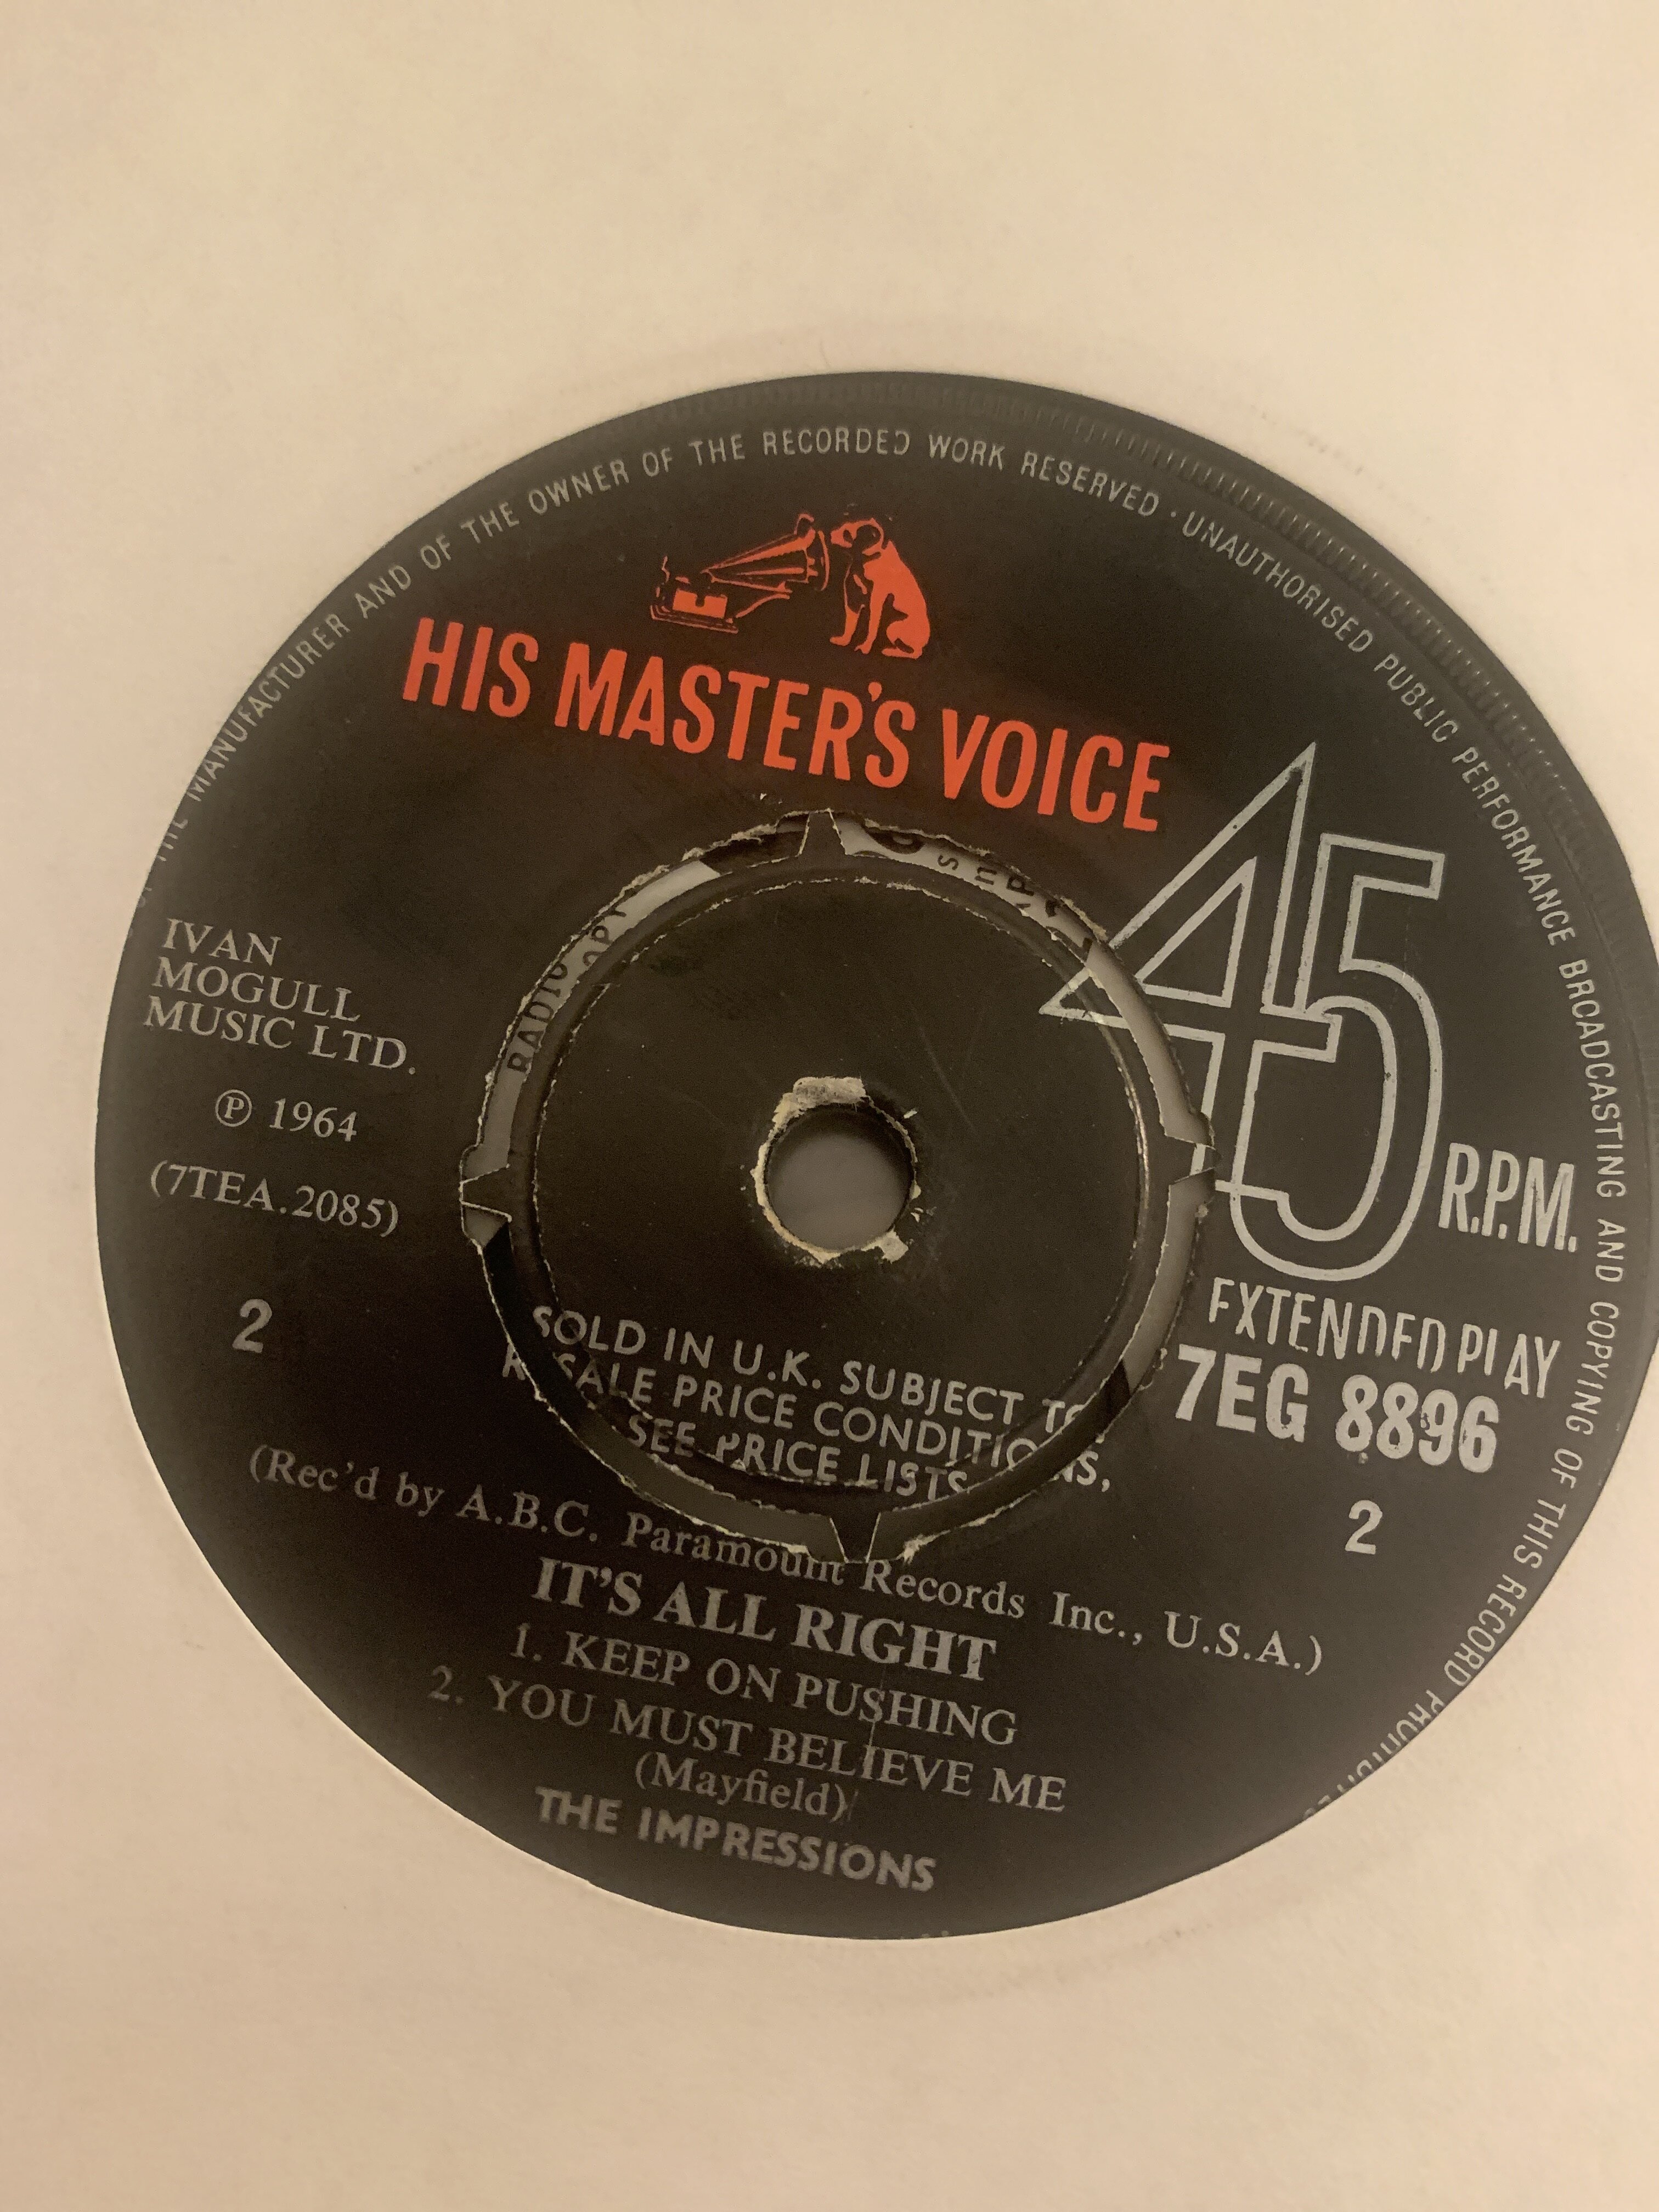 THE MANUFACTURER AND OF THE OWNER OF THE RECORDED WORK RESERVED · UNAUTHORISED PUBLIC PERFORMANCE BROADCASTING AND COPYING OF THIS RECORD
HIS MASTER'S VOICE
45
R.P.M.
EXTENDED PLAY
7EG 8896
2
IVAN
MOGULL
MUSIC LTD.
℗ 1964
(7TEA.2085)
2
SOLD IN U.K. SUBJECT TO
RESALE PRICE CONDITIONS,
SEE PRICE LISTS
(Rec'd by A.B.C. Paramount Records Inc., U.S.A.)
IT'S ALL RIGHT
1. KEEP ON PUSHING
2. YOU MUST BELIEVE ME
(Mayfield)
THE IMPRESSIONS